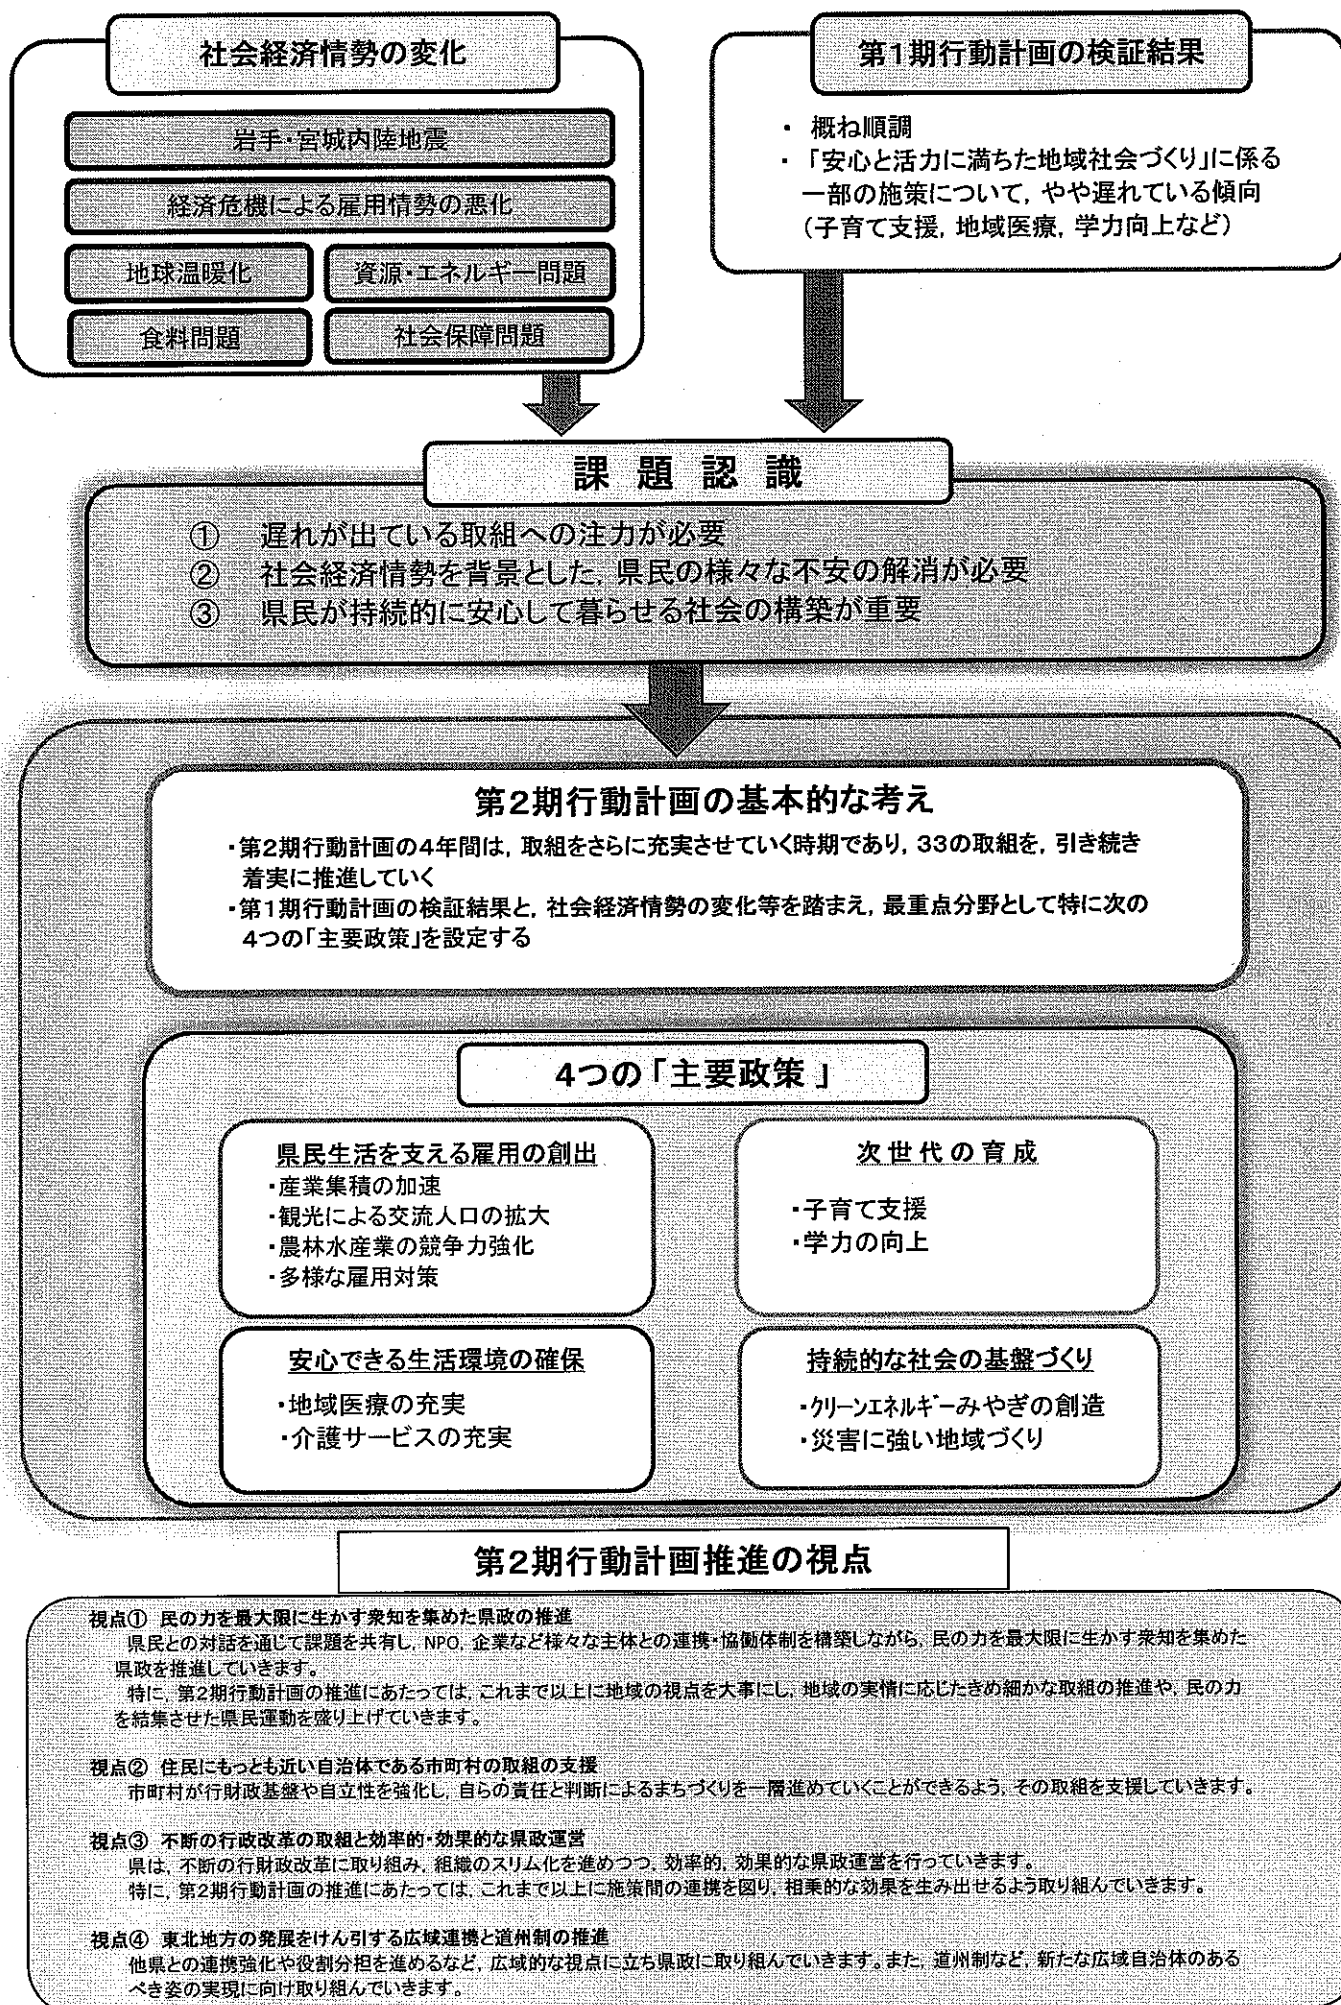 社会経済情勢の変化
岩手・宮城内陸地震
経済危機による雇用情勢の悪化
地球温暖化
資源・エネルギー問題
食料問題
社会保障問題
第1期行動計画の検証結果
・ 概ね順調
・「安心と活力に満ちた地域社会づくり」に係る
一部の施策について，やや遅れている傾向
（子育て支援，地域医療，学力向上など）
課 題 認 識
① 遅れが出ている取組への注力が必要
② 社会経済情勢を背景とした，県民の様々な不安の解消が必要
③ 県民が持続的に安心して暮らせる社会の構築が重要
第2期行動計画の基本的な考え
・第2期行動計画の4年間は，取組をさらに充実させていく時期であり，33の取組を，引き続き
着実に推進していく
・第1期行動計画の検証結果と，社会経済情勢の変化等を踏まえ，最重点分野として特に次の
4つの「主要政策」を設定する
4つの「主要政策 」
県民生活を支える雇用の創出
・産業集積の加速
・観光による交流人口の拡大
・農林水産業の競争力強化
・多様な雇用対策
次 世 代 の 育 成
・子育て支援
・学力の向上
安心できる生活環境の確保
・地域医療の充実
・介護サービスの充実
持続的な社会の基盤づくり
・ｸﾘｰﾝｴﾈﾙｷﾞｰみやぎの創造
・災害に強い地域づくり
第2期行動計画推進の視点
視点① 民の力を最大限に生かす衆知を集めた県政の推進
県民との対話を通じて課題を共有し，NPO，企業など様々な主体との連携・協働体制を構築しながら，民の力を最大限に生かす衆知を集めた
県政を推進していきます。
特に，第2期行動計画の推進にあたっては，これまで以上に地域の視点を大事にし，地域の実情に応じたきめ細かな取組の推進や，民の力
を結集させた県民運動を盛り上げていきます。
視点② 住民にもっとも近い自治体である市町村の取組の支援
市町村が行財政基盤や自立性を強化し，自らの責任と判断によるまちづくりを一層進めていくことができるよう，その取組を支援していきます。
視点③ 不断の行政改革の取組と効率的・効果的な県政運営
県は，不断の行財政改革に取り組み，組織のスリム化を進めつつ，効率的，効果的な県政運営を行っていきます。
特に，第2期行動計画の推進にあたっては，これまで以上に施策間の連携を図り，相乗的な効果を生み出せるよう取り組んでいきます。
視点④ 東北地方の発展をけん引する広域連携と道州制の推進
他県との連携強化や役割分担を進めるなど，広域的な視点に立ち県政に取り組んでいきます。また，道州制など，新たな広域自治体のある
べき姿の実現に向け取り組んでいきます。